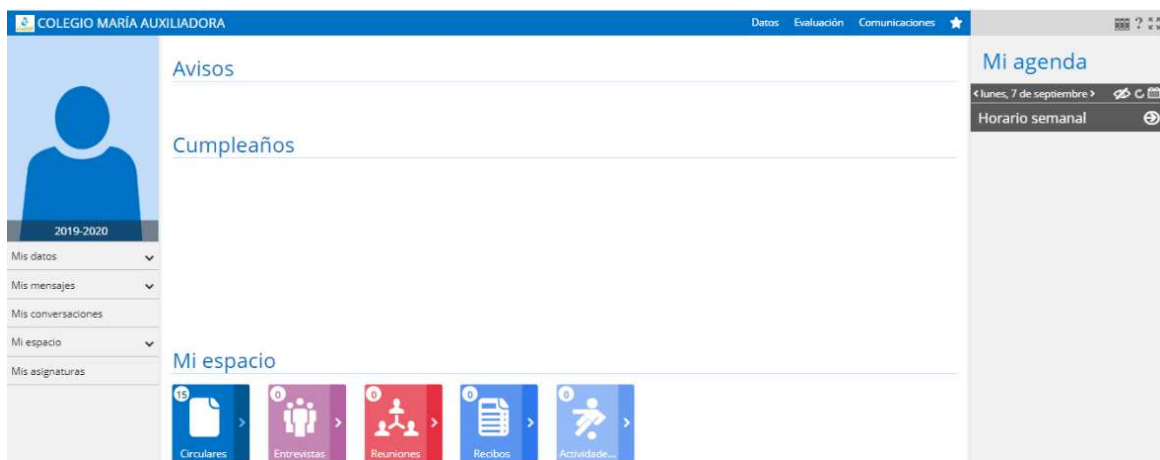 COLEGIO MARÍA AUXILIADORA
Datos Evaluación Comunicaciones
?
2019-2020
Mis datos
Mis mensajes
Mis conversaciones
Mi espacio
Mis asignaturas
Avisos
Cumpleaños
Mi espacio
15
Circulares
0
Entrevistas
0
Reuniones
0
Recibos
0
Actividade...
Mi agenda
lunes, 7 de septiembre
Horario semanal